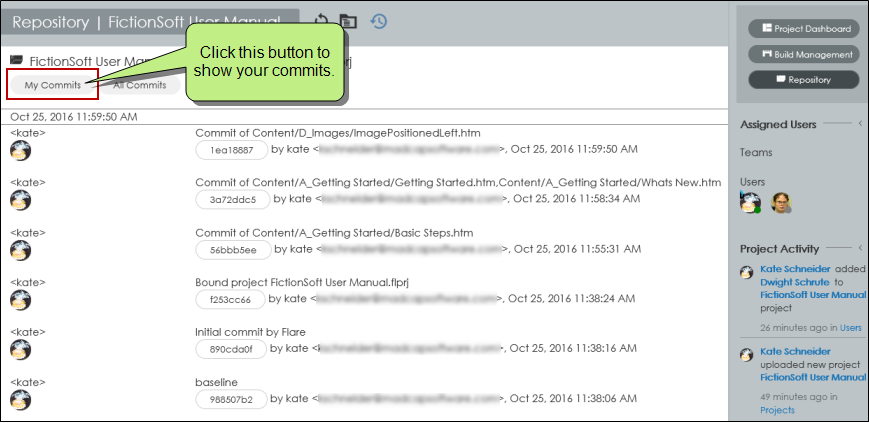 Repository | FictionSoft User Manual
Click this button to
show your commits.
FictionSoft User Man rj
My Commits
All Commits
Oct 25, 2016 11:59:50 AM
<kate>
Commit of Content/D_Images/ImagePositionedLeft.htm
1ea18887 by kate < >, Oct 25, 2016 11:59:50 AM
<kate>
Commit of Content/A_Getting Started/Getting Started.htm,Content/A_Getting Started/Whats New.htm
3a72ddc5 by kate < >, Oct 25, 2016 11:58:34 AM
<kate>
Commit of Content/A_Getting Started/Basic Steps.htm
56bbb5ee by kate < >, Oct 25, 2016 11:55:31 AM
<kate>
Bound project FictionSoft User Manual.flprj
f253cc66 by kate < >, Oct 25, 2016 11:38:24 AM
<kate>
Initial commit by Flare
890cda0f by kate < >, Oct 25, 2016 11:38:16 AM
<kate>
baseline
988507b2 by kate < >, Oct 25, 2016 11:38:06 AM
Project Dashboard
Build Management
Repository
Assigned Users
Teams
Users
Project Activity
Kate Schneider added
Dwight Schrute to
FictionSoft User Manual
project
26 minutes ago in Users
Kate Schneider
uploaded new project
FictionSoft User Manual
49 minutes ago in
Projects